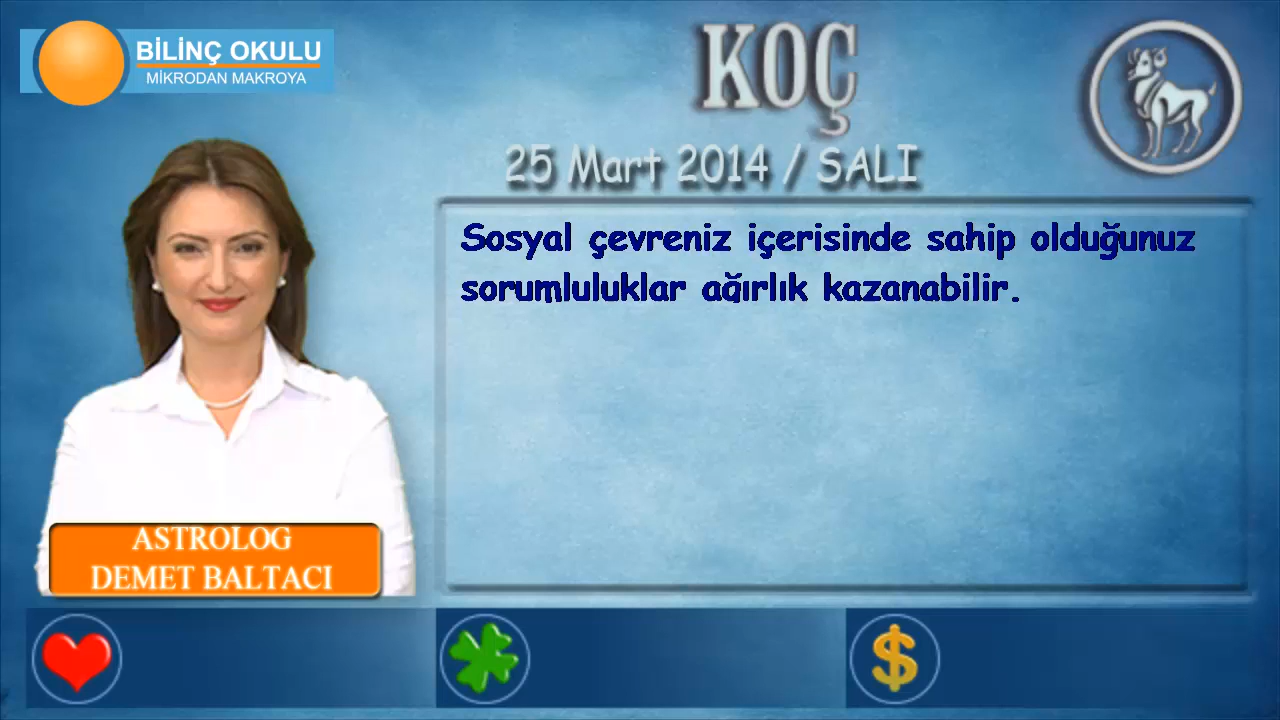 BİLİNÇ OKULU
MİKRODAN MAKROYA
KOÇ
25 Mart 2014 / SALI
Sosyal çevreniz içerisinde sahip olduğunuz
sorumluluklar ağırlık kazanabilir.
ASTROLOG
DEMET BALTACI
$